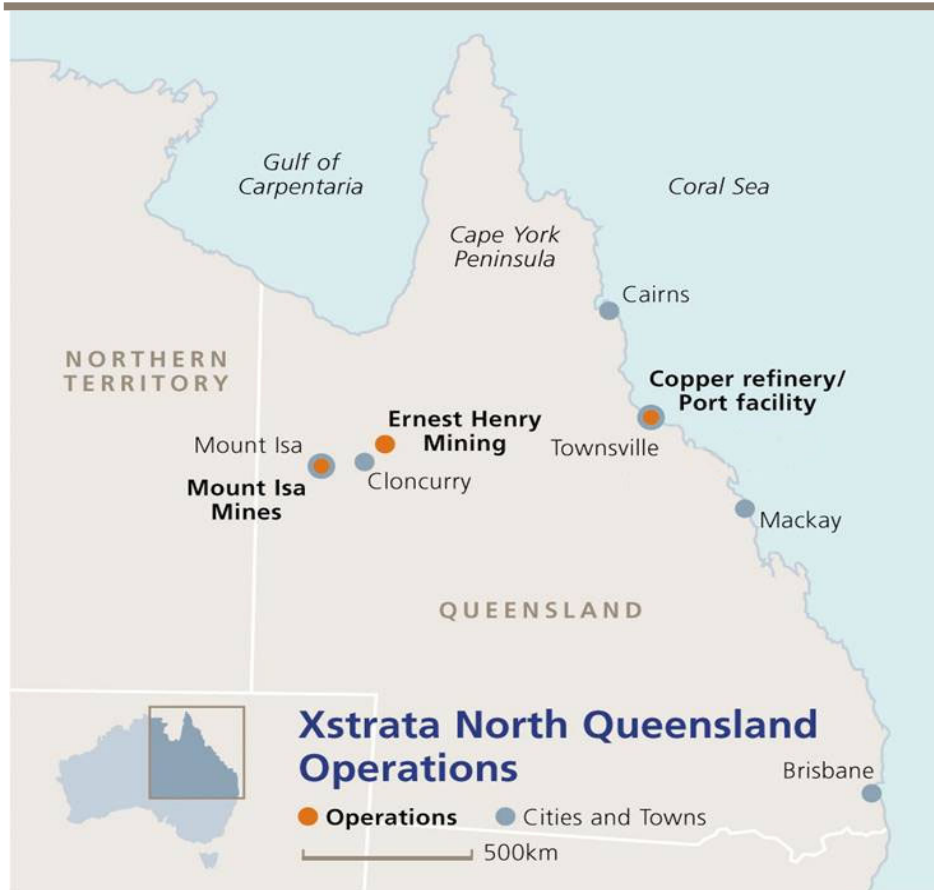 Gulf of
Carpentaria
Coral Sea
Cape York
Peninsula
Cairns
NORTHERN
TERRITORY
Copper refinery/
Port facility
Ernest Henry
Mining
Mount Isa
Townsville
Cloncurry
Mount Isa
Mines
Mackay
QUEENSLAND
Xstrata North Queensland
Operations
Brisbane
Operations
Cities and Towns
500km